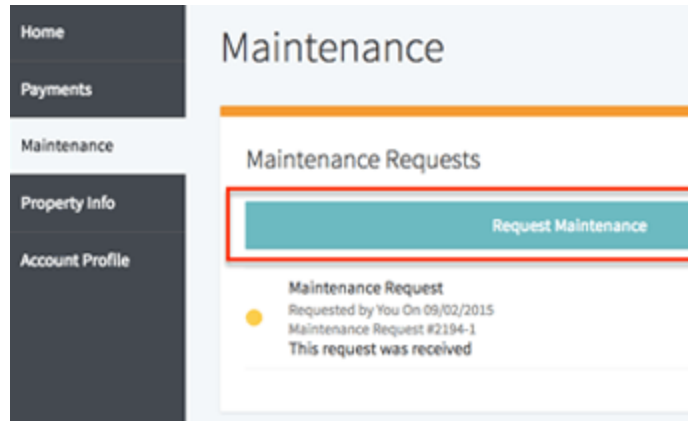 Home
Payments
Maintenance
Property Info
Account Profile
Maintenance
Maintenance Requests
Request Maintenance
Maintenance Request
Requested by You On 09/02/2015
Maintenance Request #2194-1
This request was received